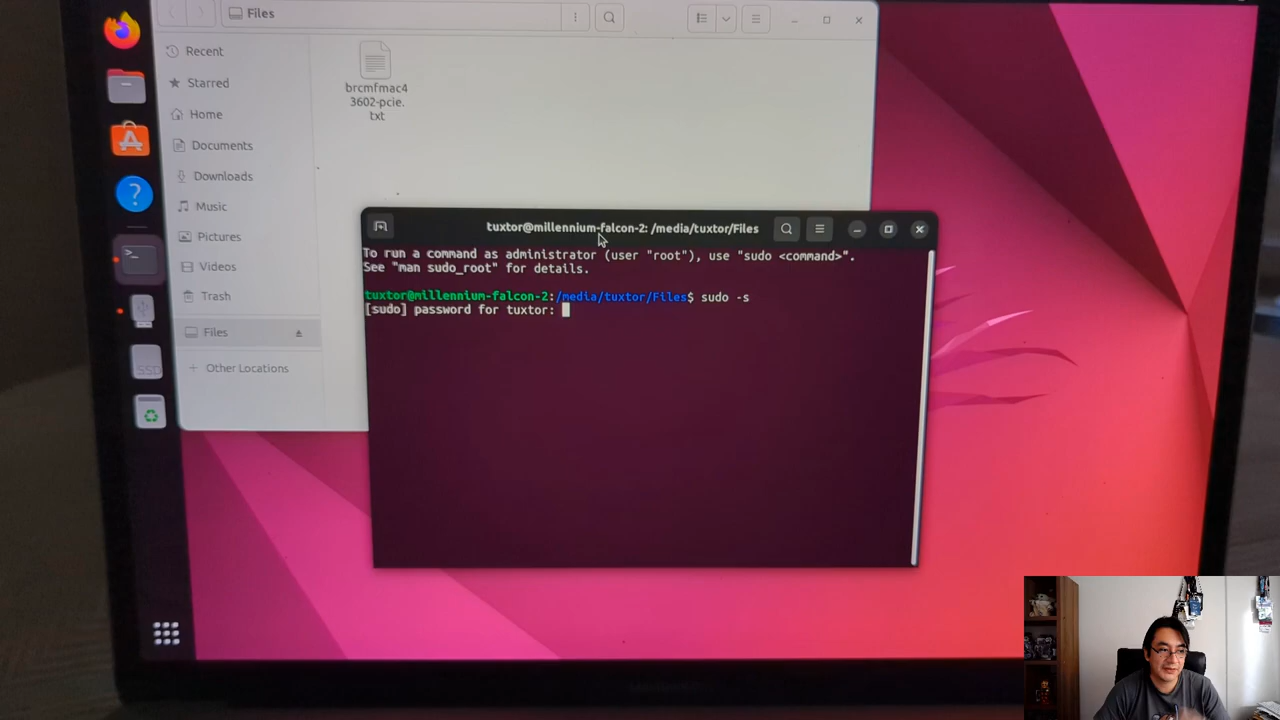 Files
Recent
Starred
Home
Documents
Downloads
Music
Pictures
Videos
Trash
Files
Other Locations
brcmfmac4
3602-pcie.
txt
tuxtor@millennium-falcon-2: /media/tuxtor/Files
To run a command as administrator (user "root"), use "sudo <command>".
See "man sudo_root" for details.
tuxtor@millennium-falcon-2:/media/tuxtor/Files$ sudo -s
[sudo] password for tuxtor:
SSD